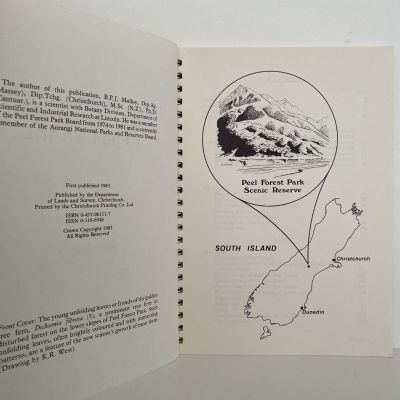 The author of this publication, B.P.J. Molloy, Dip.Ag.
(Massey), Dip.Tchg. (Christchurch), M.Sc. (N.Z.), Ph.D.
(Cantuar.), is a scientist with Botany Division, Department of
Scientific and Industrial Research at Lincoln. He was a member
of the Peel Forest Park Board from 1974 to 1981 and is currently
member of the Aorangi National Parks and Reserves Board.
First published 1983
Published by the Department
of Lands and Survey, Christchurch.
Printed by the Christchurch Printing Co. Ltd.
ISBN 0-477-06111-7
ISSN 0-110-6546
Crown Copyright 1983
All Rights Reserved
Front Cover: The young unfolding leaves or fronds of the golden
tree fern, Dicksonia fibrosa (3), a prominent tree fern in
disturbed forest on the lower slopes of Peel Forest Park. Such
unfolding leaves, often brightly coloured and with interesting
patterns, are a feature of the new season's growth of most ferns
(Drawing by K.R. West).
Peel Forest Park
Scenic Reserve
SOUTH ISLAND
Christchurch
Dunedin